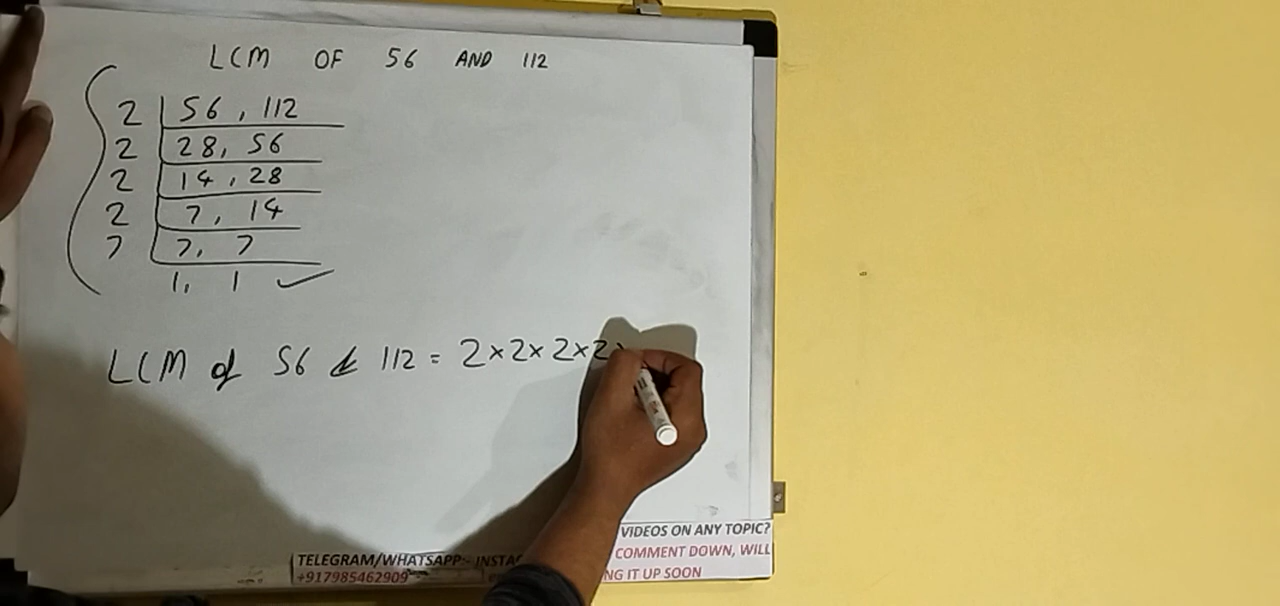 LCM OF 56 AND 112
2 | 56, 112
2 | 28, 56
2 | 14, 28
2 | 7, 14
7 | 7, 7
1, 1 ✓
LCM of 56 & 112 = 2×2×2×2×
VIDEOS ON ANY TOPIC?
TELEGRAM/WHATSAPP:- INSTA
COMMENT DOWN, WILL
+917985462909
NG IT UP SOON